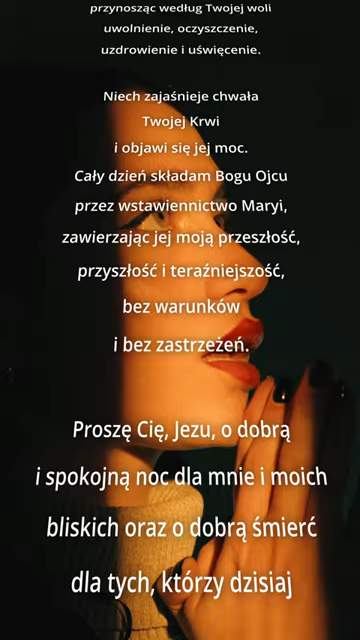 przynosząc według Twojej woli
uwolnienie, oczyszczenie,
uzdrowienie i uświęcenie.
Niech zajaśnieje chwała
Twojej Krwi
i objawi się jej moc.
Cały dzień składam Bogu Ojcu
przez wstawiennictwo Maryi,
zawierzając jej moją przeszłość,
przyszłość i teraźniejszość,
bez warunków
i bez zastrzeżeń.
Proszę Cię, Jezu, o dobrą
i spokojną noc dla mnie i moich
bliskich oraz o dobrą śmierć
dla tych, którzy dzisiaj